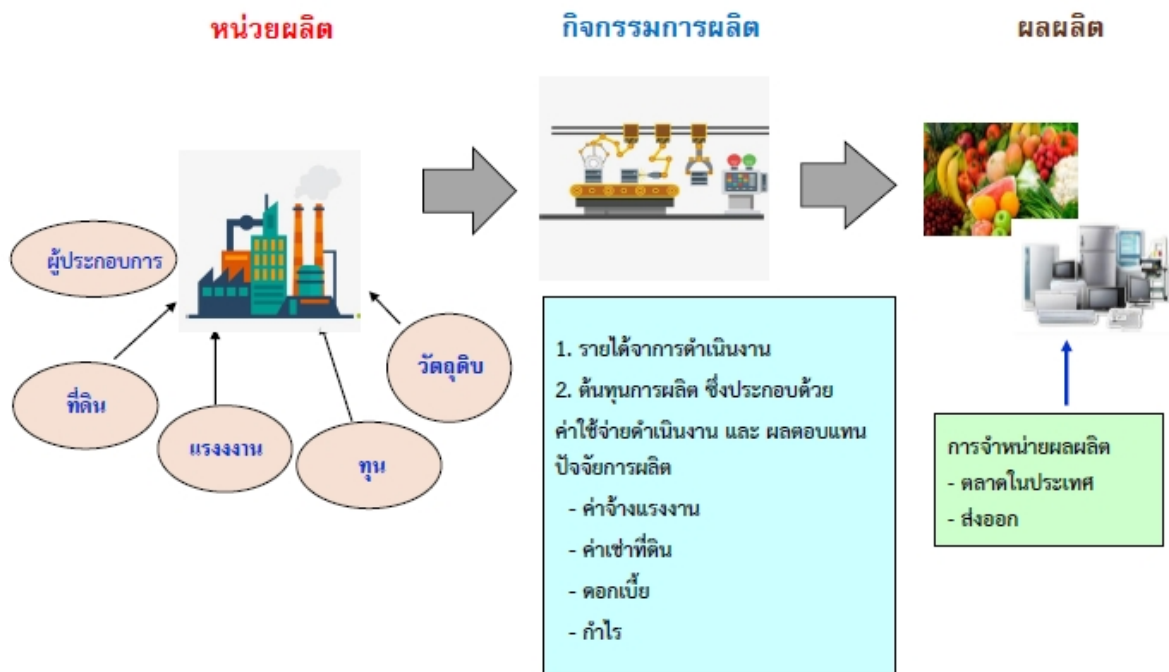 หน่วยผลิต
กิจกรรมการผลิต
ผลผลิต
ผู้ประกอบการ
ที่ดิน
แรงงงาน
ทุน
วัตถุดิบ
1. รายได้จาการดำเนินงาน
2. ต้นทุนการผลิต ซึ่งประกอบด้วย
ค่าใช้จ่ายดำเนินงาน และ ผลตอบแทน
ปัจจัยการผลิต
- ค่าจ้างแรงงาน
- ค่าเช่าที่ดิน
- ดอกเบี้ย
- กำไร
การจำหน่ายผลผลิต
- ตลาดในประเทศ
- ส่งออก